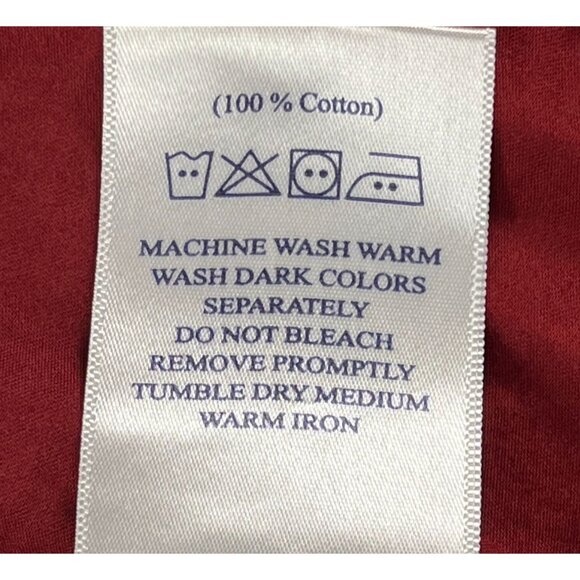 (100 % Cotton)
MACHINE WASH WARM
WASH DARK COLORS
SEPARATELY
DO NOT BLEACH
REMOVE PROMPTLY
TUMBLE DRY MEDIUM
WARM IRON